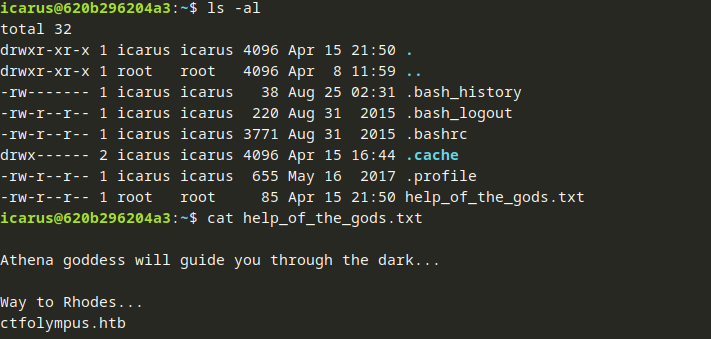 icarus@620b296204a3:~$ ls -al
total 32
drwxr-xr-x 1 icarus icarus 4096 Apr 15 21:50 .
drwxr-xr-x 1 root   root   4096 Apr  8 11:59 ..
-rw------- 1 icarus icarus   38 Aug 25 02:31 .bash_history
-rw-r--r-- 1 icarus icarus  220 Aug 31  2015 .bash_logout
-rw-r--r-- 1 icarus icarus 3771 Aug 31  2015 .bashrc
drwx------ 2 icarus icarus 4096 Apr 15 16:44 .cache
-rw-r--r-- 1 icarus icarus  655 May 16  2017 .profile
-rw-r--r-- 1 root   root     85 Apr 15 21:50 help_of_the_gods.txt
icarus@620b296204a3:~$ cat help_of_the_gods.txt
Athena goddess will guide you through the dark...
Way to Rhodes...
ctfolympus.htb